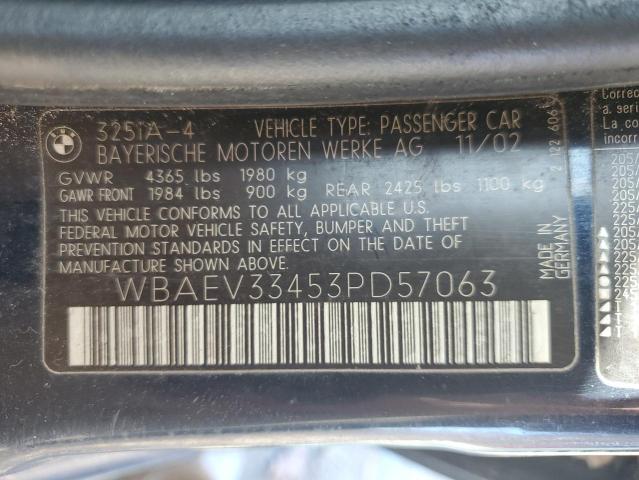 BMW
325iA-4 VEHICLE TYPE: PASSENGER CAR
BAYERISCHE MOTOREN WERKE AG 11/02
GVWR 4365 lbs 1980 kg
GAWR FRONT 1984 lbs 900 kg REAR 2425 lbs 1100 kg
THIS VEHICLE CONFORMS TO ALL APPLICABLE U.S.
FEDERAL MOTOR VEHICLE SAFETY, BUMPER AND THEFT
PREVENTION STANDARDS IN EFFECT ON THE DATE OF
MANUFACTURE SHOWN ABOVE.
WBAEV33453PD57063
MADE IN
GERMANY